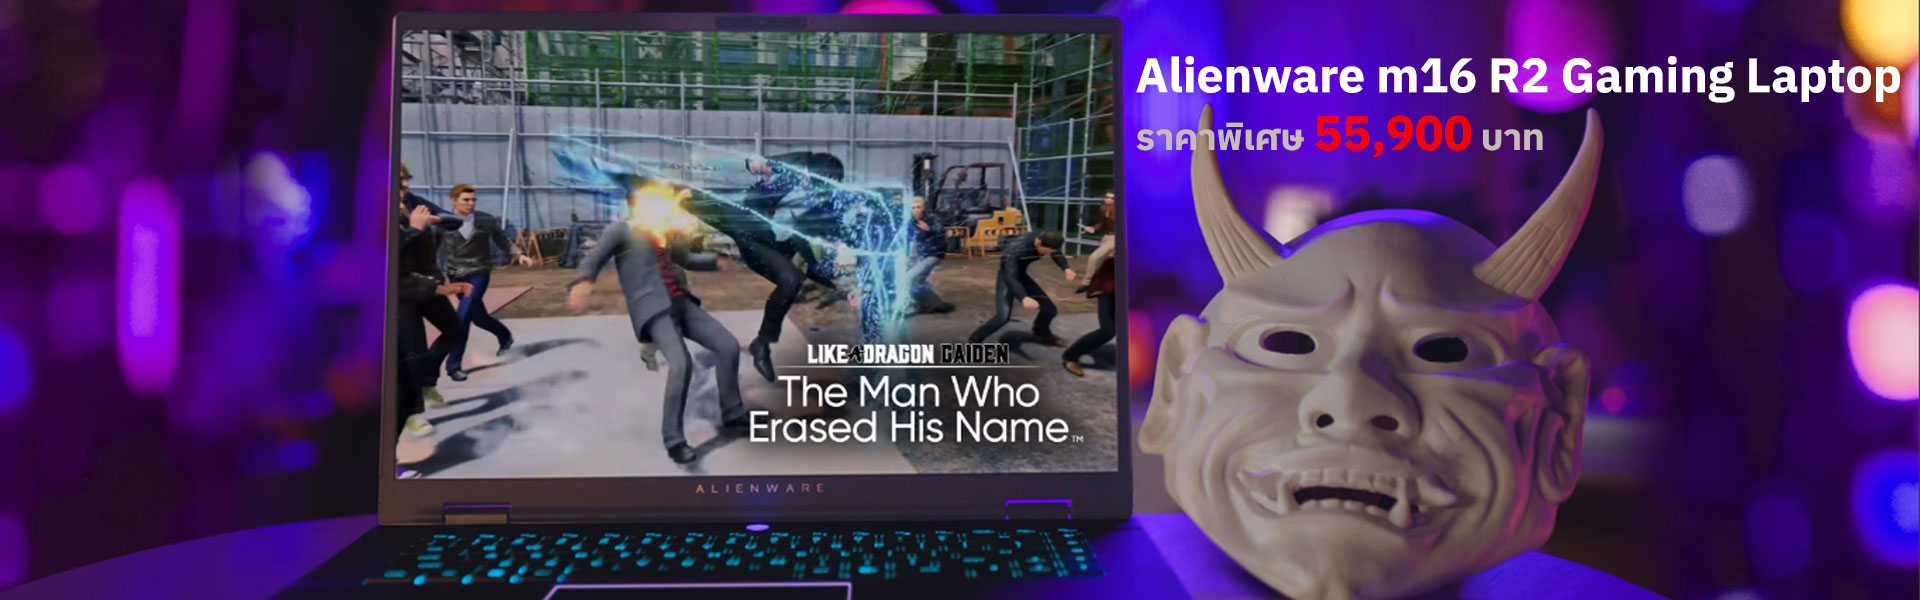 Alienware m16 R2 Gaming Laptop
ราคาพิเศษ 55,900 บาท
LIKE A DRAGON GAIDEN
The Man Who
Erased His Name™
ALIENWARE